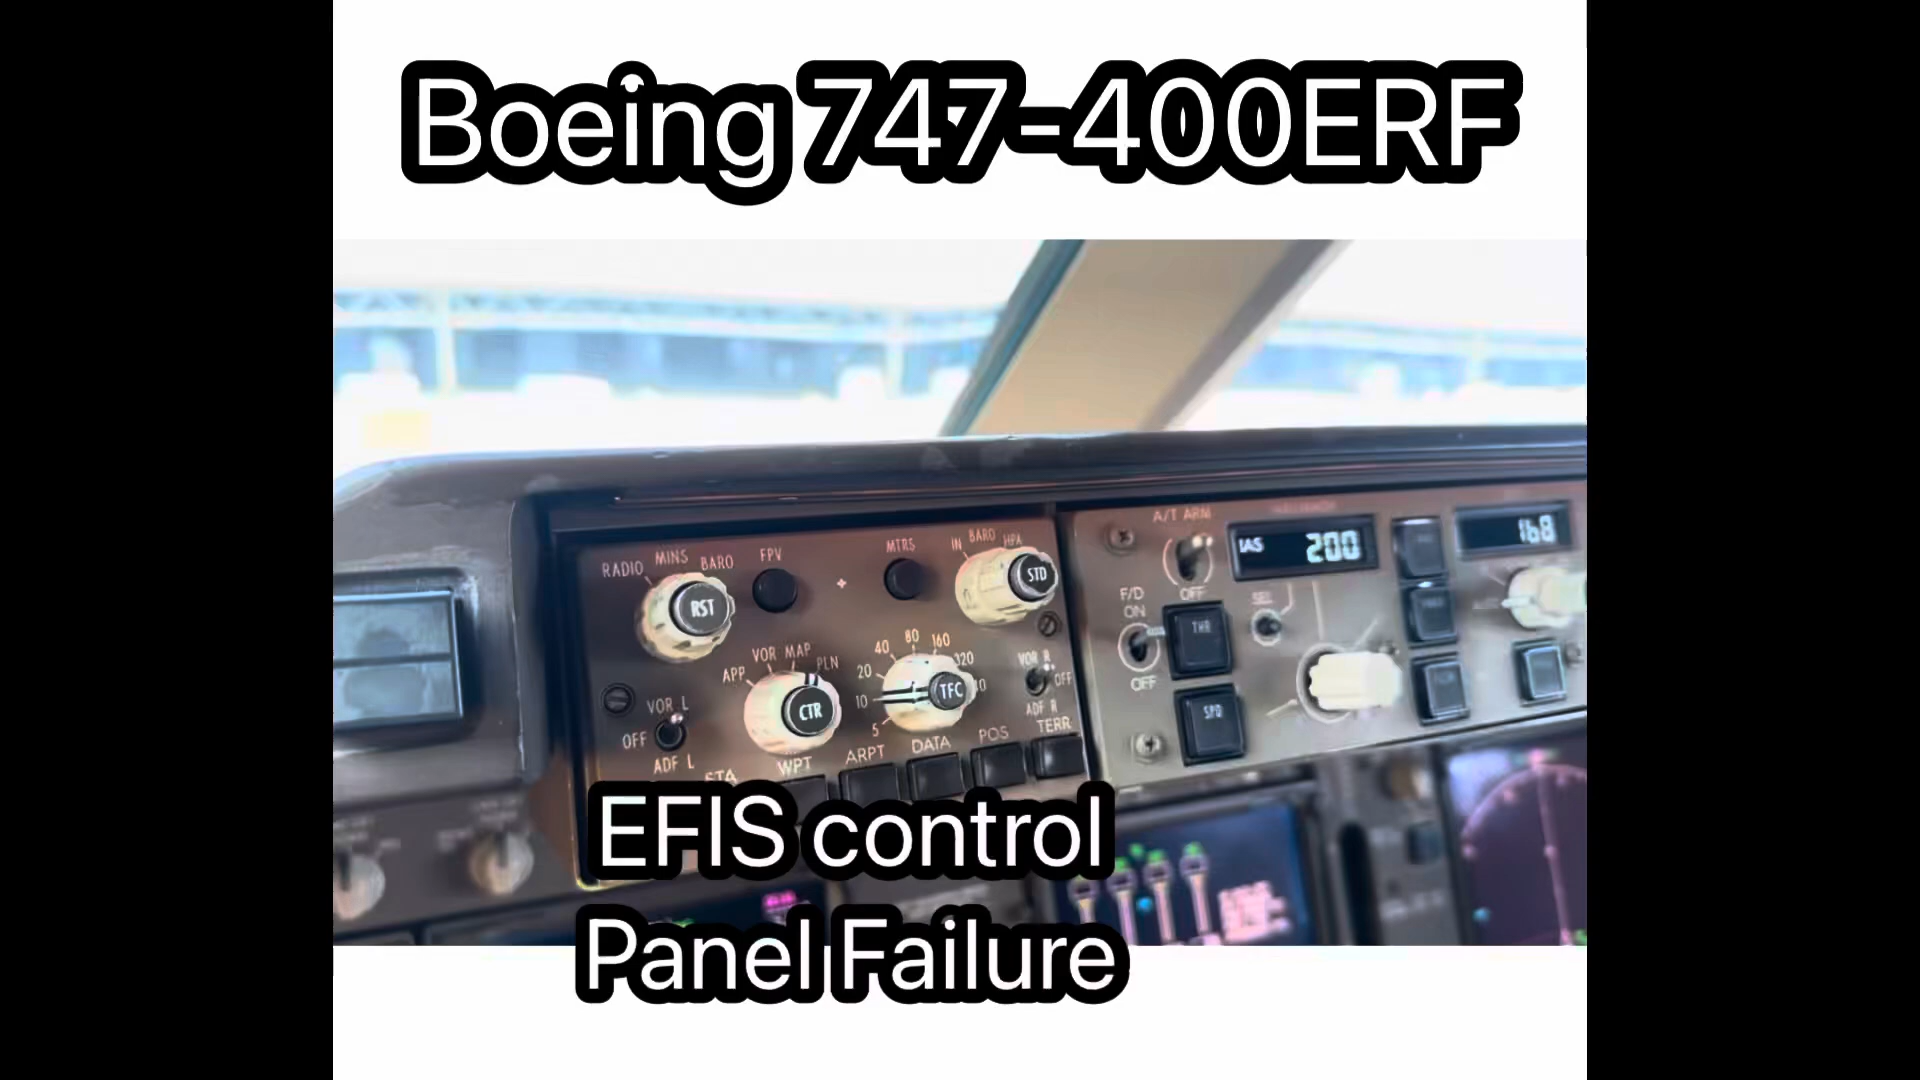 Boeing 747-400ERF
A/T ARM
RADIO MINS BARO FPV MTRS IN BARO HPA
IAS 200 168
RST STD
F/D
ON OFF
THR SEL
APP VOR MAP PLN
20 40 80 160 320
VOR R
OFF
VOR L CTR 10 TFC
OFF
ADF R
OFF
ADF L
5
SPD
STA WPT ARPT DATA POS TERR
EFIS control
Panel Failure